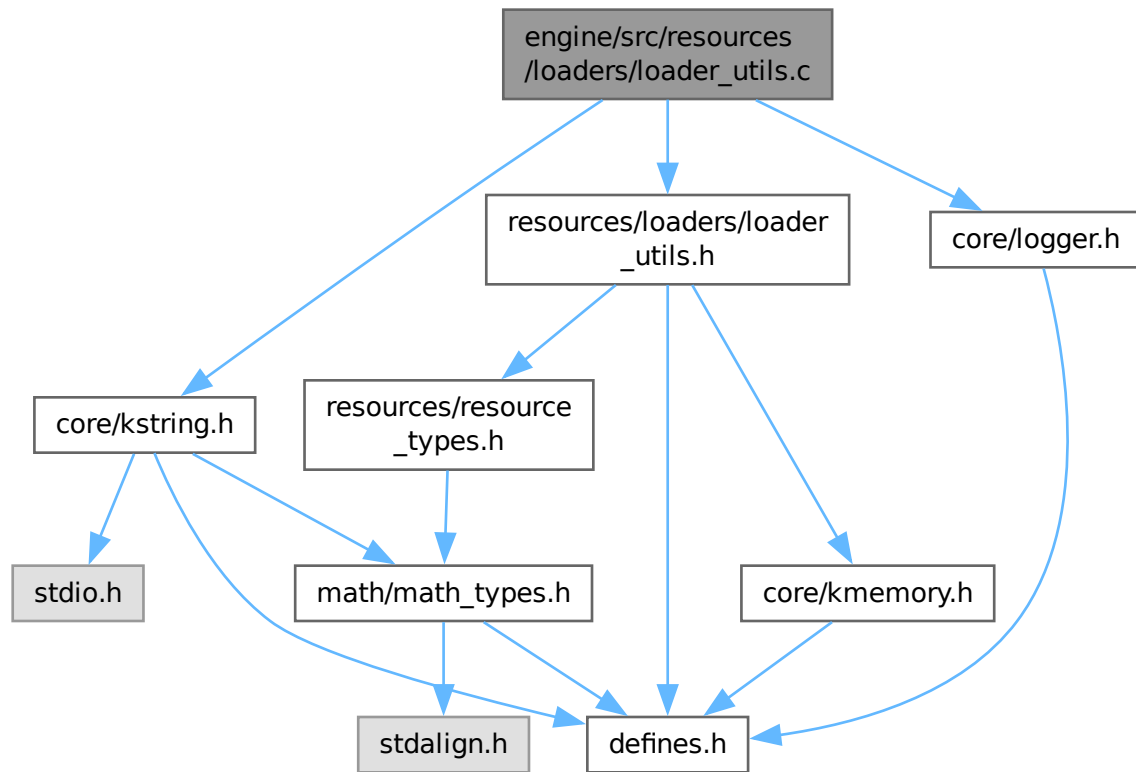 engine/src/resources
/loaders/loader_utils.c
resources/loaders/loader
_utils.h
core/logger.h
resources/resource
_types.h
core/kstring.h
stdio.h
math/math_types.h
core/kmemory.h
stdalign.h
defines.h